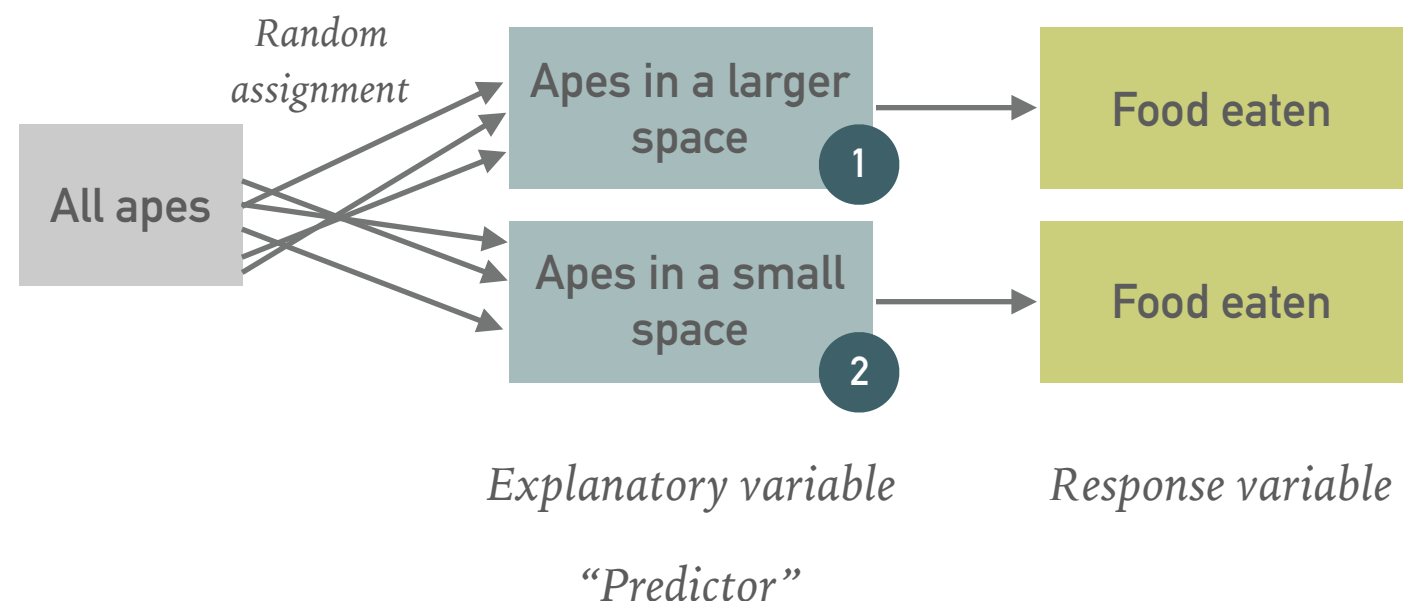 Random
assignment
All apes
Apes in a larger
space
1
Food eaten
Apes in a small
space
2
Food eaten
Explanatory variable
Response variable
“Predictor”